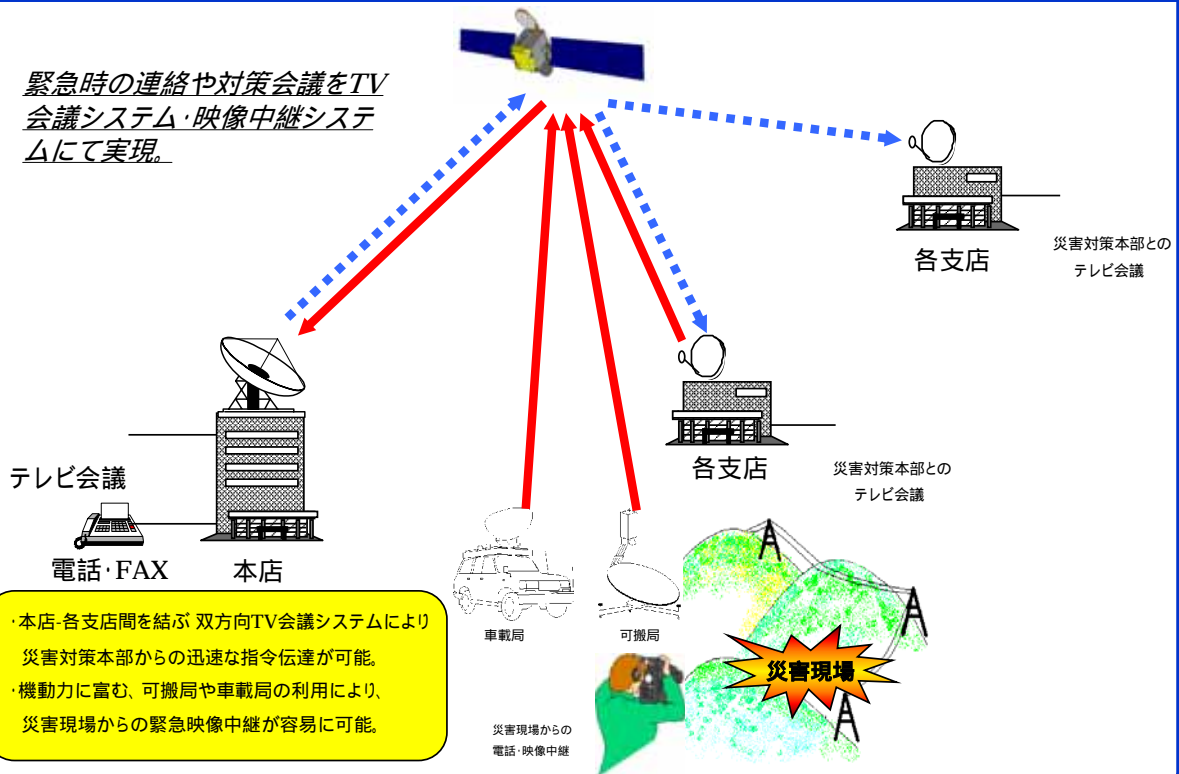 緊急時の連絡や対策会議をTV
会議システム・映像中継システ
ムにて実現。
各支店
災害対策本部との
テレビ会議
各支店
災害対策本部との
テレビ会議
テレビ会議
電話・FAX
本店
車載局
可搬局
災害現場
災害現場からの
電話・映像中継
・本店-各支店間を結ぶ 双方向TV会議システムにより
災害対策本部からの迅速な指令伝達が可能。
・機動力に富む、可搬局や車載局の利用により、
災害現場からの緊急映像中継が容易に可能。